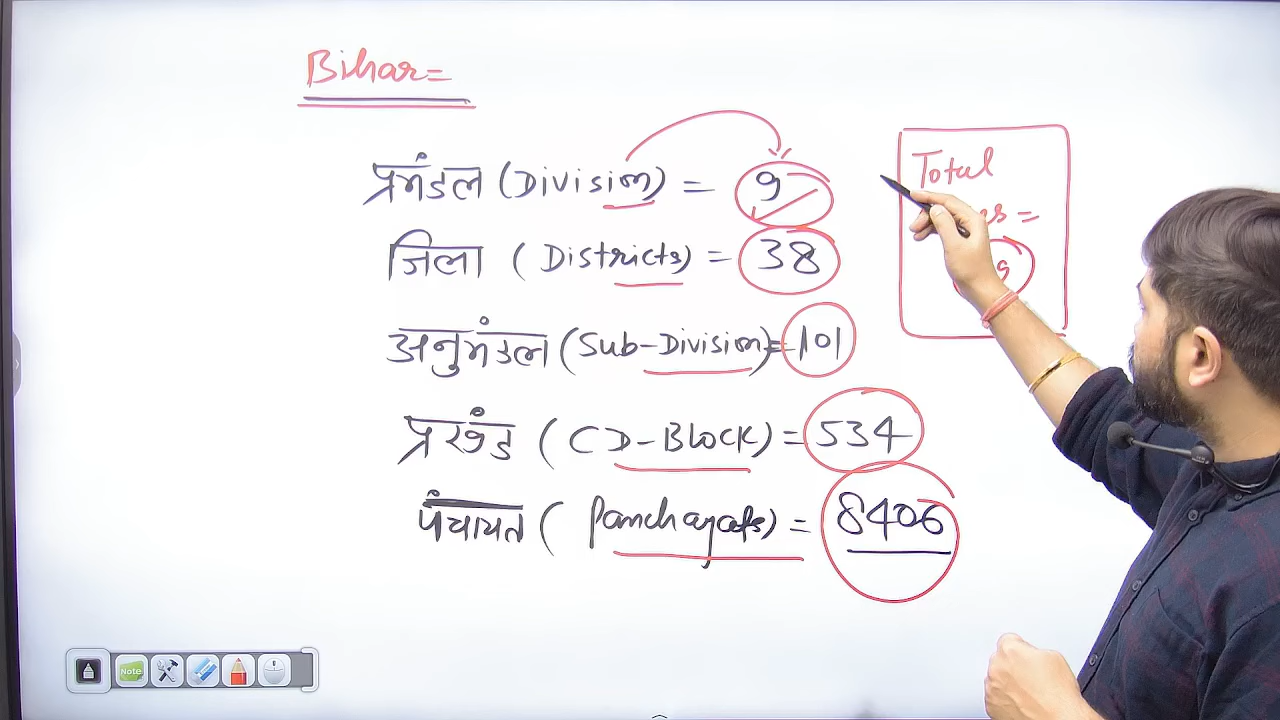 Bihar=
प्रमंडल (Division) = 9
जिला (Districts) = 38
अनुमंडल (Sub-Division)= 101
प्रखंड (CD-Block) = 534
पंचायत (Panchayats) = 8406
Total
=
Note